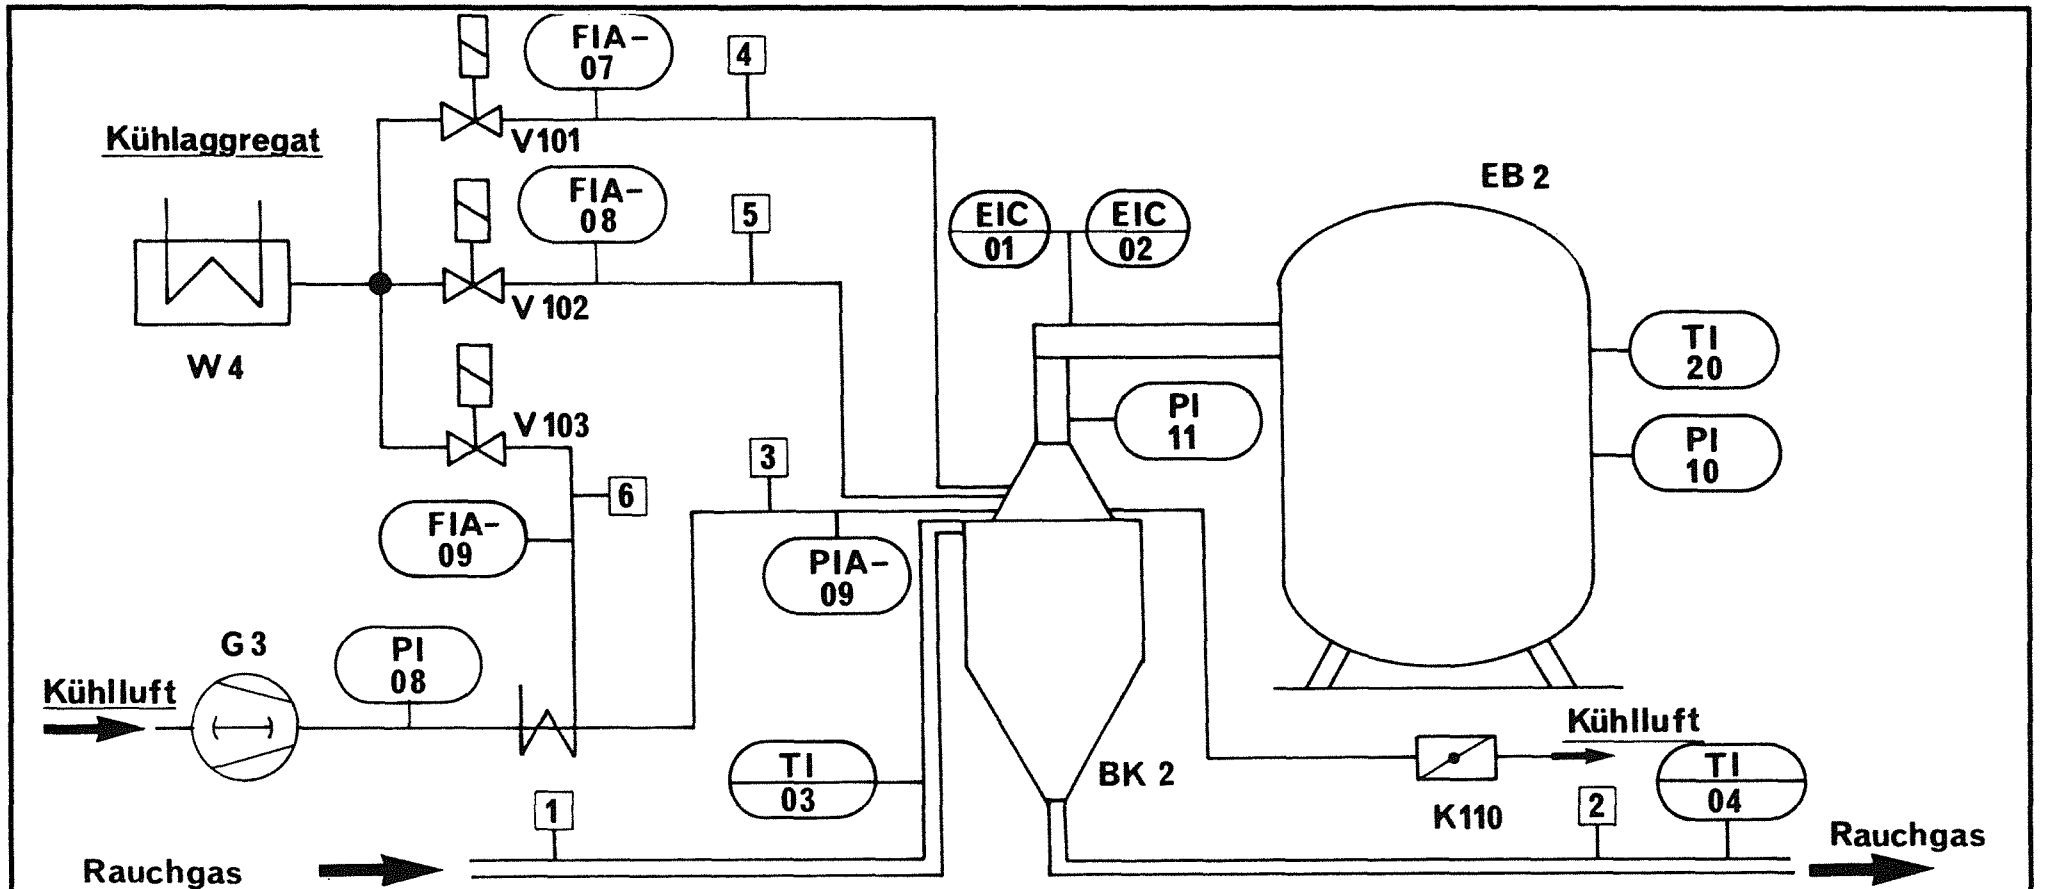 FIA-
07
4
V101
Kühlaggregat
FIA-
08
5
V 102
W 4
EIC
01
EIC
02
EB 2
TI
20
PI
11
PI
10
V 103
3
6
FIA-
09
PIA-
09
G 3
PI
08
Kühlluft
TI
03
BK 2
Kühlluft
TI
04
K110
1
2
Rauchgas
Rauchgas